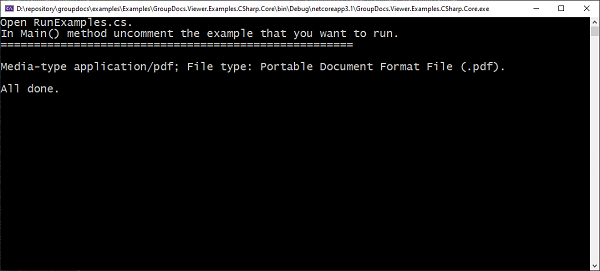 D:\repository\groupdocs\examples\Examples\GroupDocs.Viewer.Examples.CSharp.Core\bin\Debug\netcoreapp3.1\GroupDocs.Viewer.Examples.CSharp.Core.exe
Open RunExamples.cs.
In Main() method uncomment the example that you want to run.
======================================================
Media-type application/pdf; File type: Portable Document Format File (.pdf).
All done.